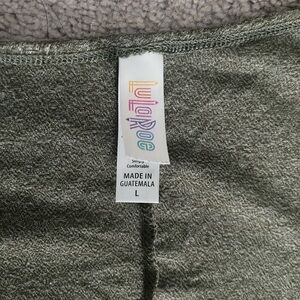 LuLaRoe
Simply
Comfortable
MADE IN
GUATEMALA
L